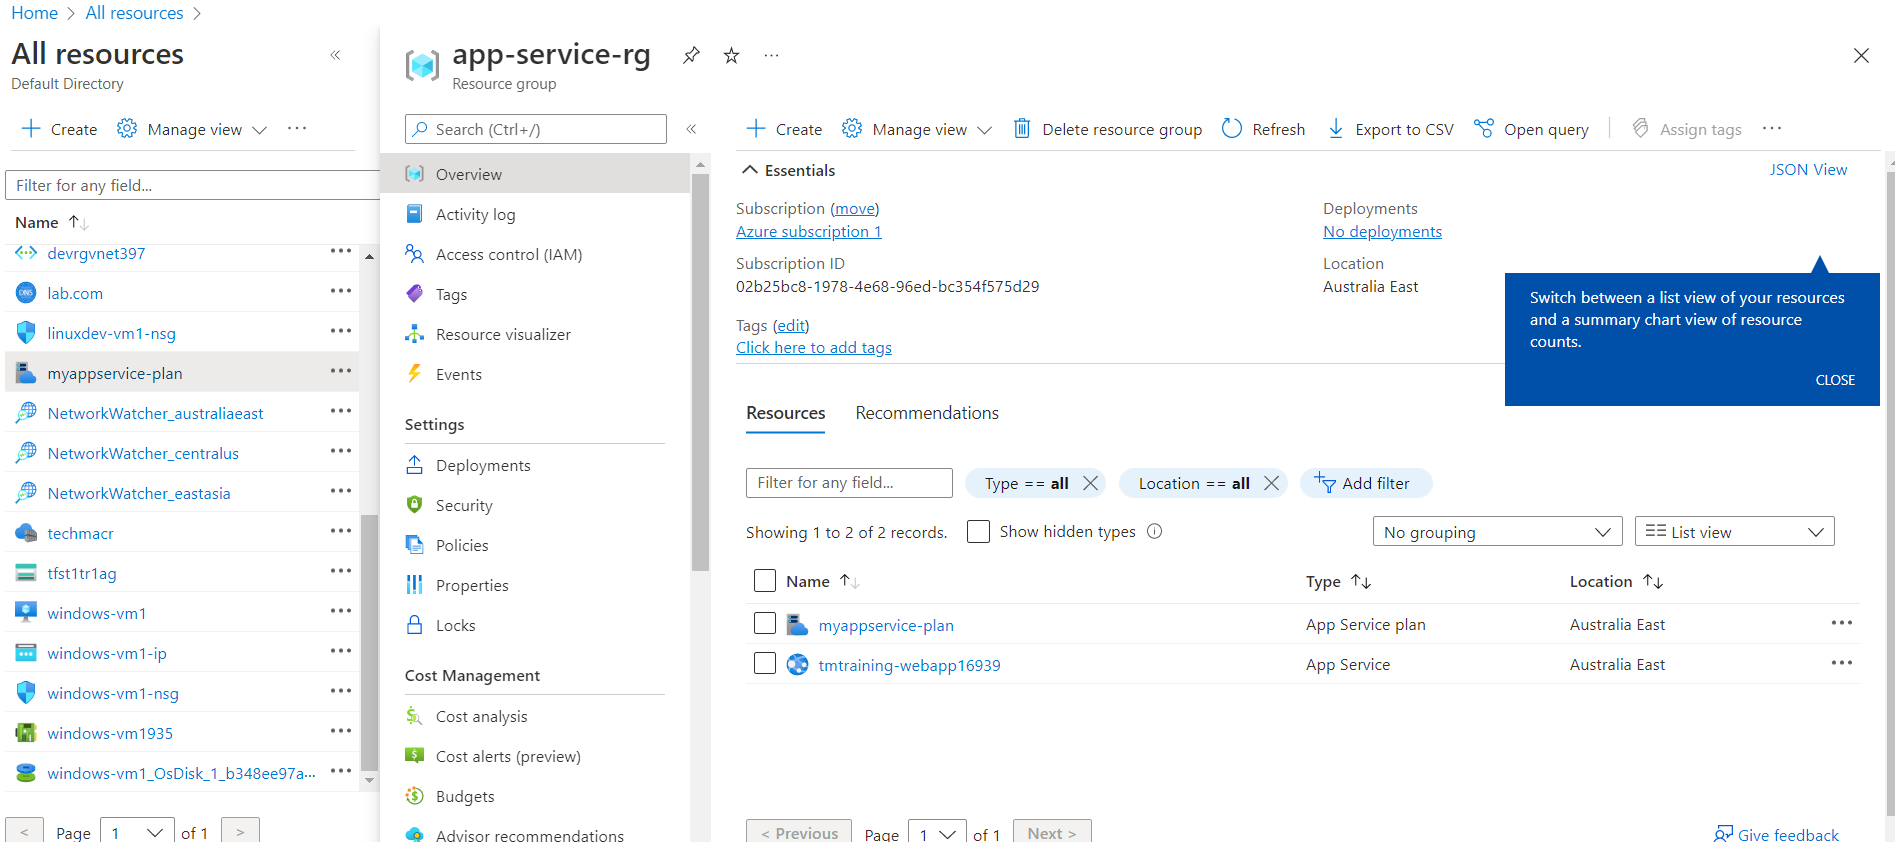 Home > All resources >
All resources
Default Directory
«
Create
Manage view
...
Filter for any field...
Name
devrgvnet397
lab.com
linuxdev-vm1-nsg
myappservice-plan
NetworkWatcher_australiaeast
NetworkWatcher_centralus
NetworkWatcher_eastasia
techmacr
tfst1tr1ag
windows-vm1
windows-vm1-ip
windows-vm1-nsg
windows-vm1935
windows-vm1_OsDisk_1_b348ee97a...
< Page 1 of 1 >
app-service-rg
Resource group
Search (Ctrl+/)
«
Overview
Activity log
Access control (IAM)
Tags
Resource visualizer
Events
Settings
Deployments
Security
Policies
Properties
Locks
Cost Management
Cost analysis
Cost alerts (preview)
Budgets
Advisor recommendations
Create
Manage view
Delete resource group
Refresh
Export to CSV
Open query
Assign tags
...
Essentials
JSON View
Subscription (move)
Azure subscription 1
Subscription ID
02b25bc8-1978-4e68-96ed-bc354f575d29
Tags (edit)
Click here to add tags
Deployments
No deployments
Location
Australia East
Switch between a list view of your resources
and a summary chart view of resource
counts.
CLOSE
Resources Recommendations
Filter for any field...
Type == all
Location == all
Add filter
Showing 1 to 2 of 2 records.
Show hidden types
No grouping
List view
Name Type Location
myappservice-plan App Service plan Australia East
tmtraining-webapp16939 App Service Australia East
< Previous Page 1 of 1 Next >
Give feedback